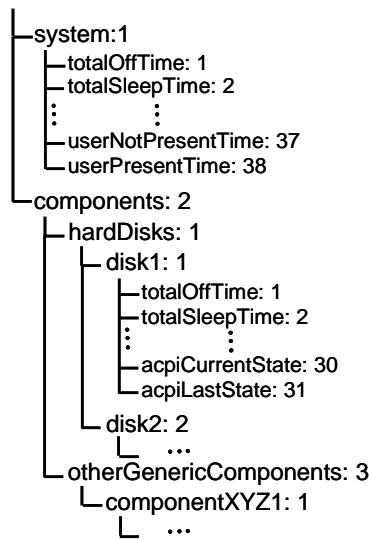 system:1
totalOffTime: 1
totalSleepTime: 2
⋮ ⋮
userNotPresentTime: 37
userPresentTime: 38
components: 2
hardDisks: 1
disk1: 1
totalOffTime: 1
totalSleepTime: 2
⋮ ⋮
acpiCurrentState: 30
acpiLastState: 31
disk2: 2
...
otherGenericComponents: 3
componentXYZ1: 1
...